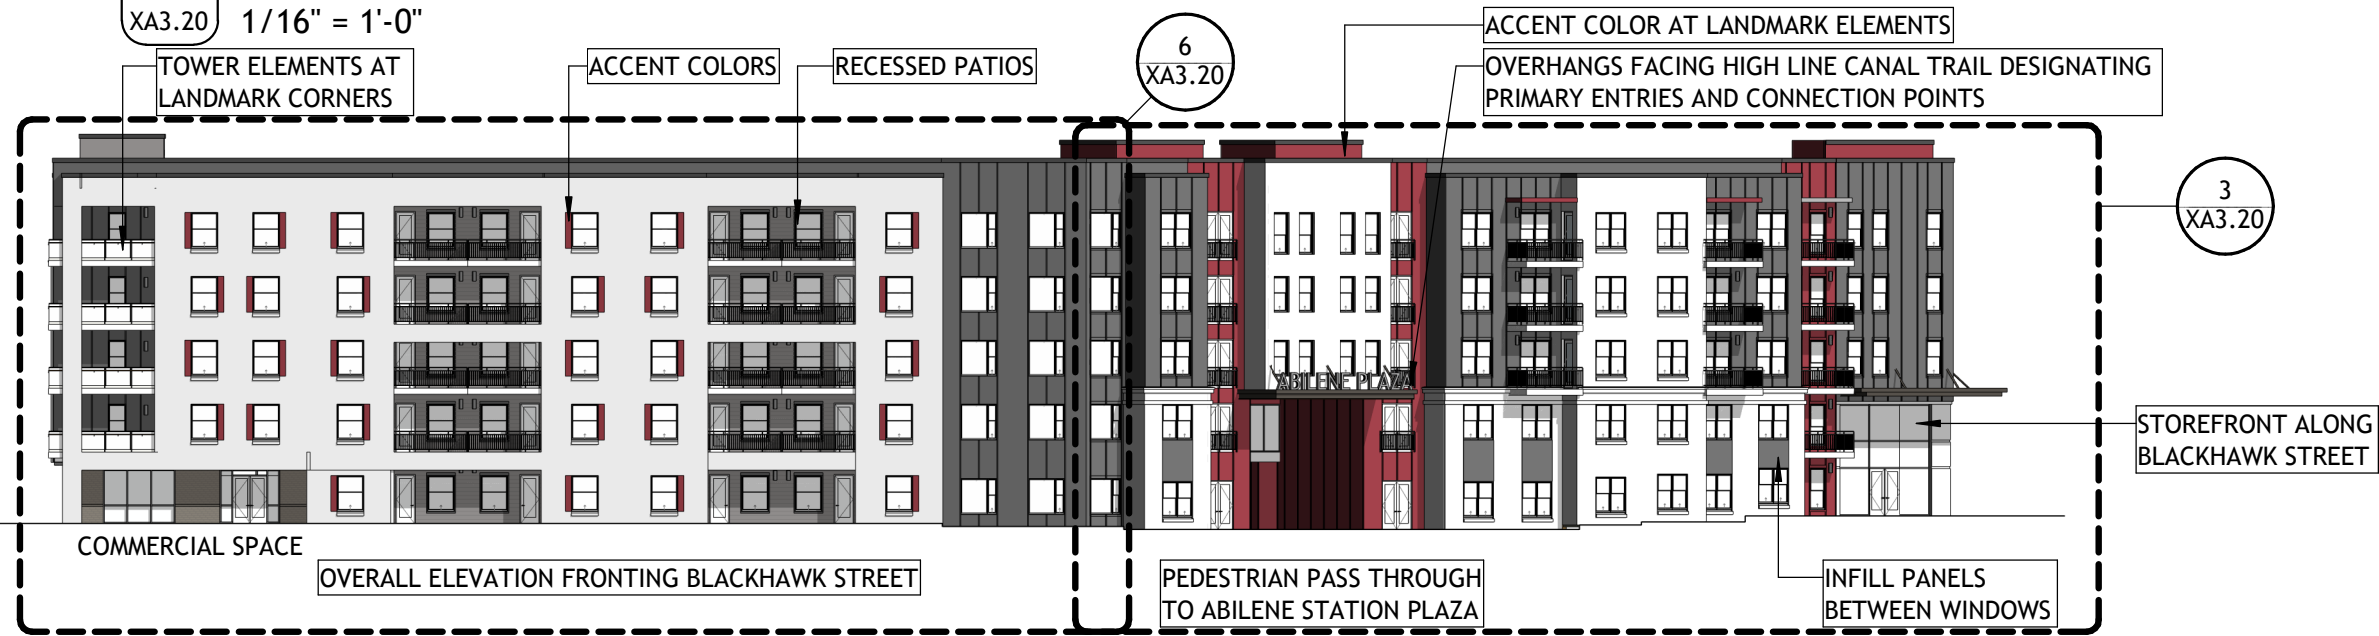 XA3.20 1/16" = 1'-0"
TOWER ELEMENTS AT
LANDMARK CORNERS
ACCENT COLORS
RECESSED PATIOS
6
XA3.20
ACCENT COLOR AT LANDMARK ELEMENTS
OVERHANGS FACING HIGH LINE CANAL TRAIL DESIGNATING
PRIMARY ENTRIES AND CONNECTION POINTS
3
XA3.20
ABILENE PLAZA
STOREFRONT ALONG
BLACKHAWK STREET
COMMERCIAL SPACE
OVERALL ELEVATION FRONTING BLACKHAWK STREET
PEDESTRIAN PASS THROUGH
TO ABILENE STATION PLAZA
INFILL PANELS
BETWEEN WINDOWS